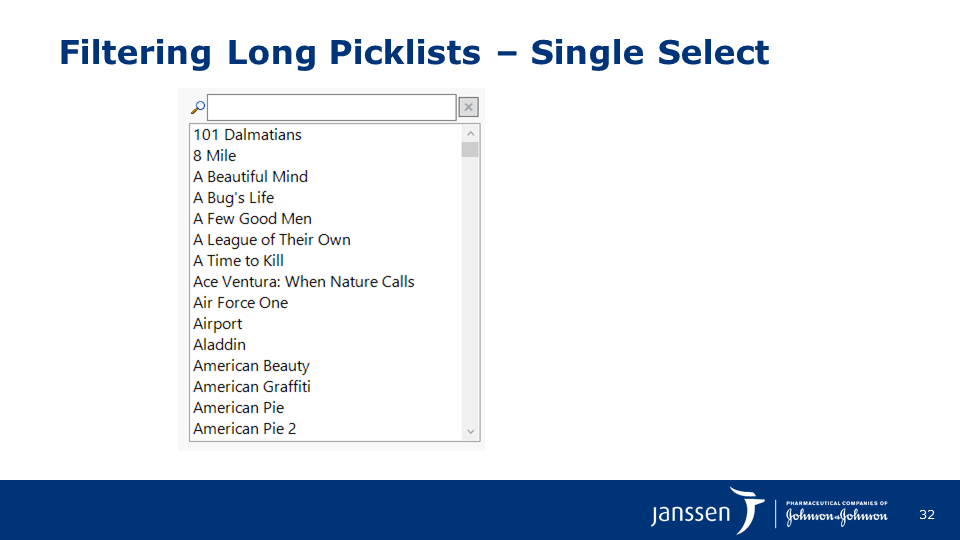 Filtering Long Picklists – Single Select
101 Dalmatians
8 Mile
A Beautiful Mind
A Bug's Life
A Few Good Men
A League of Their Own
A Time to Kill
Ace Ventura: When Nature Calls
Air Force One
Airport
Aladdin
American Beauty
American Graffiti
American Pie
American Pie 2
janssen
PHARMACEUTICAL COMPANIES OF
Johnson & Johnson
32